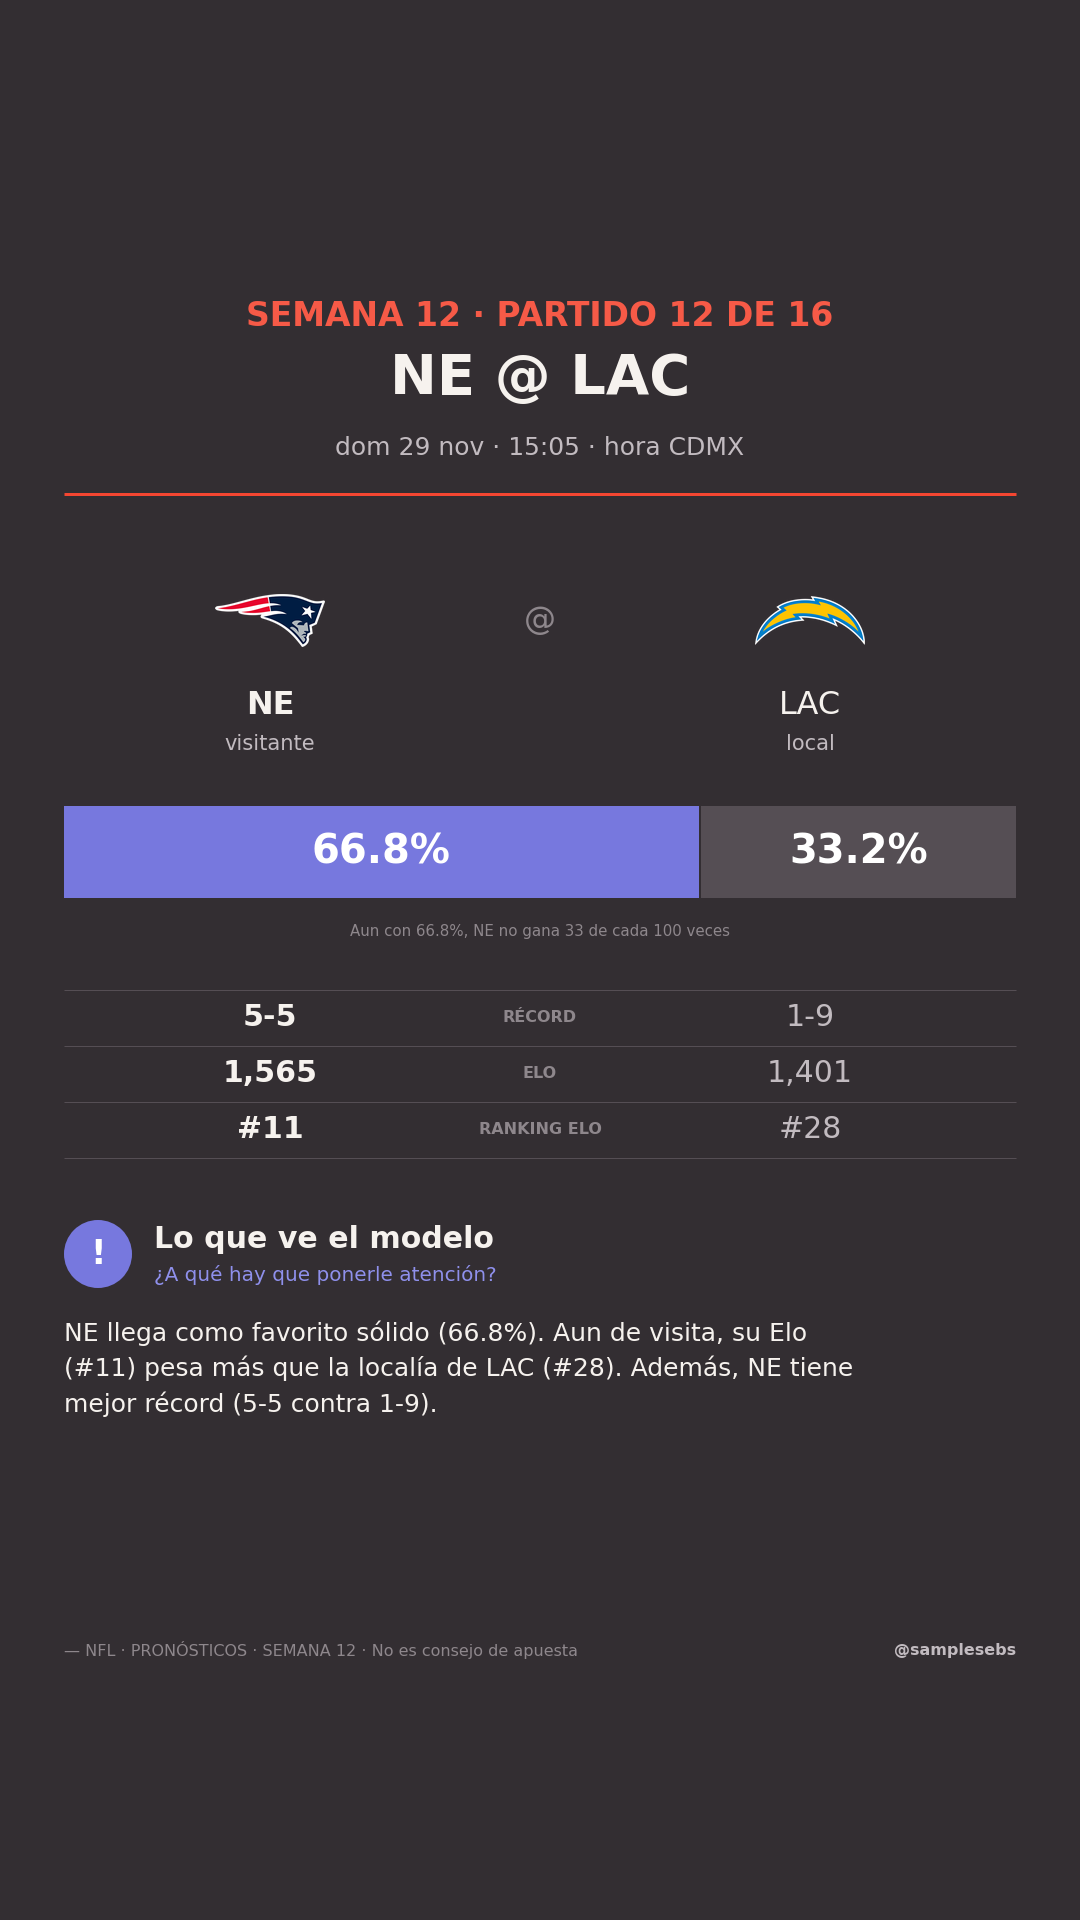 SEMANA 12 · PARTIDO 12 DE 16
NE @ LAC
dom 29 nov · 15:05 · hora CDMX
@
NE
LAC
visitante
local
66.8%
33.2%
Aun con 66.8%, NE no gana 33 de cada 100 veces
5-5 RÉCORD 1-9
1,565 ELO 1,401
#11 RANKING ELO #28
!
Lo que ve el modelo
¿A qué hay que ponerle atención?
NE llega como favorito sólido (66.8%). Aun de visita, su Elo
(#11) pesa más que la localía de LAC (#28). Además, NE tiene
mejor récord (5-5 contra 1-9).
— NFL · PRONÓSTICOS · SEMANA 12 · No es consejo de apuesta
@samplesebs